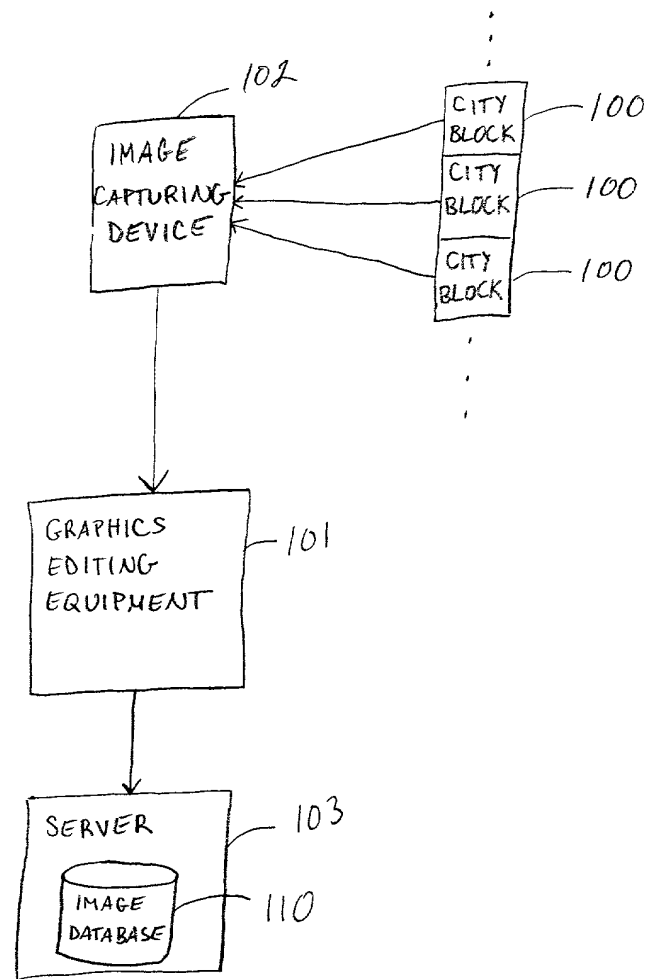 102
IMAGE
CAPTURING
DEVICE
CITY
BLOCK
100
CITY
BLOCK
100
CITY
BLOCK
100
GRAPHICS
EDITING
EQUIPMENT
101
SERVER
103
IMAGE
DATABASE
110